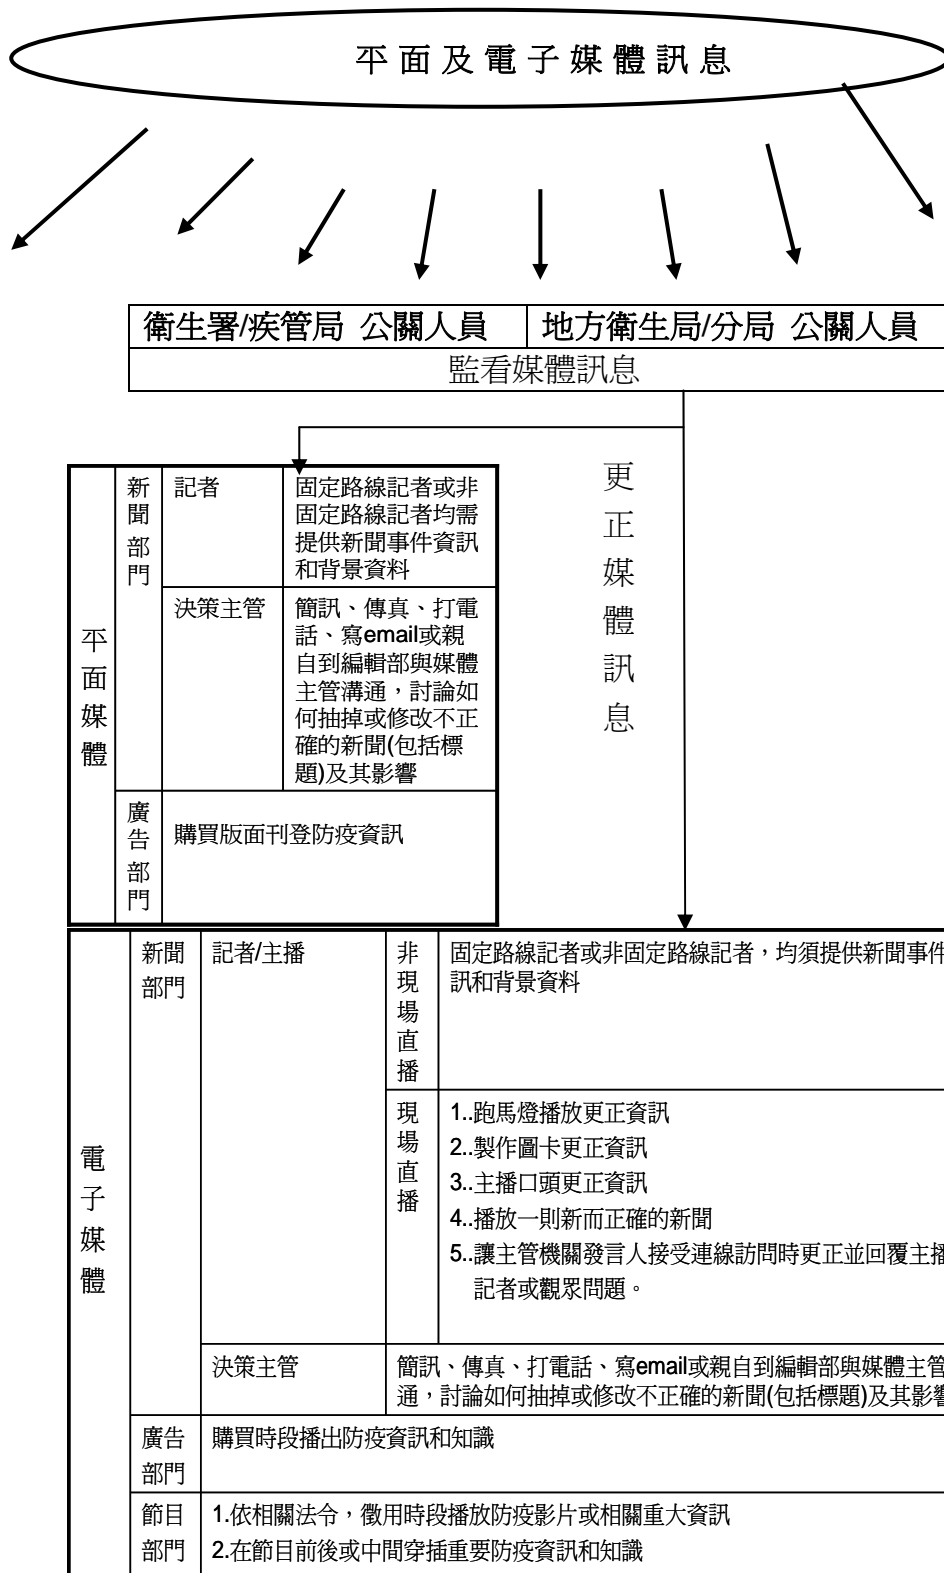 平面及電子媒體訊息
衛生署/疾管局 公關人員
地方衛生局/分局 公關人員
監看媒體訊息
更正媒體訊息
平面媒體
新聞部門
記者
固定路線記者或非
固定路線記者均需
提供新聞事件資訊
和背景資料
決策主管
簡訊、傳真、打電
話、寫email或親
自到編輯部與媒體
主管溝通，討論如
何抽掉或修改不正
確的新聞(包括標
題)及其影響
廣告部門
購買版面刊登防疫資訊
電子媒體
新聞
部門
記者/主播
非現場直播
固定路線記者或非固定路線記者，均須提供新聞事件
訊和背景資料
現場直播
1..跑馬燈播放更正資訊
2..製作圖卡更正資訊
3..主播口頭更正資訊
4..播放一則新而正確的新聞
5..讓主管機關發言人接受連線訪問時更正並回覆主播
記者或觀眾問題。
決策主管
簡訊、傳真、打電話、寫email或親自到編輯部與媒體主管
通，討論如何抽掉或修改不正確的新聞(包括標題)及其影響
廣告
部門
購買時段播出防疫資訊和知識
節目
部門
1.依相關法令，徵用時段播放防疫影片或相關重大資訊
2.在節目前後或中間穿插重要防疫資訊和知識